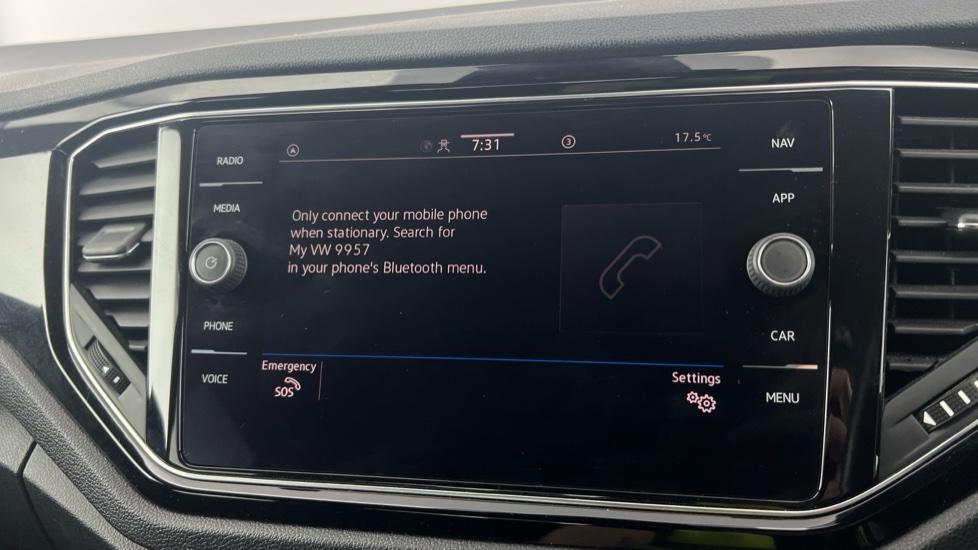 RADIO
MEDIA
PHONE
VOICE
7:31
3
17.5°C
Only connect your mobile phone
when stationary. Search for
My VW 9957
in your phone's Bluetooth menu.
Emergency
SOS
Settings
NAV
APP
CAR
MENU